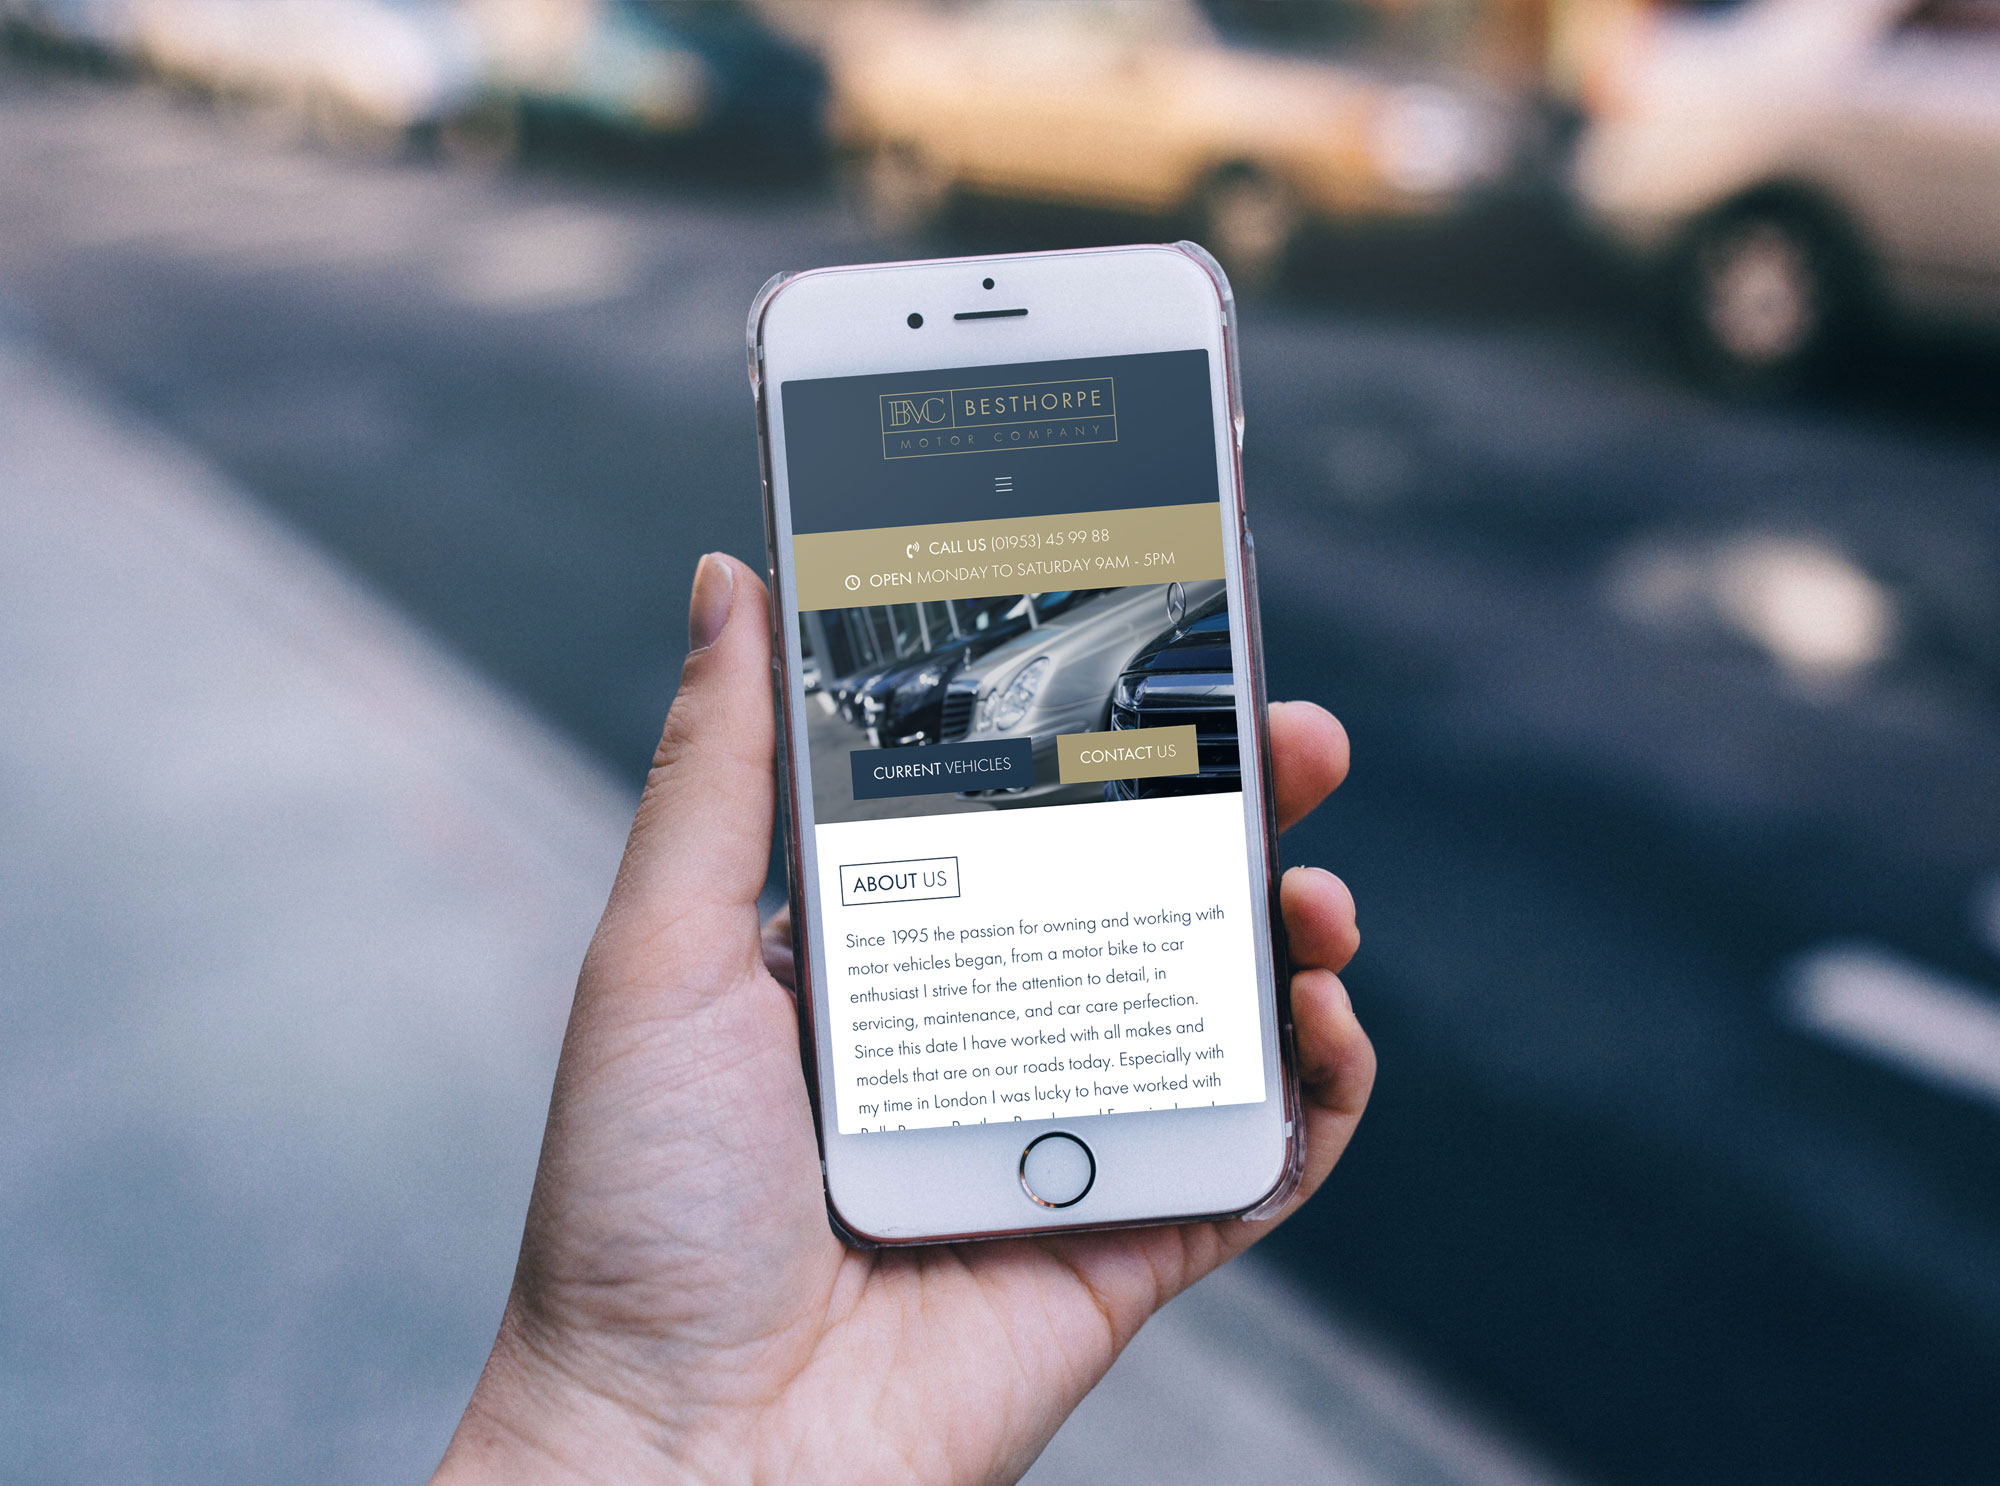 BMC BESTHORPE
MOTOR COMPANY
CALL US (01953) 45 99 88
OPEN MONDAY TO SATURDAY 9AM - 5PM
CURRENT VEHICLES CONTACT US
ABOUT US
Since 1995 the passion for owning and working with
motor vehicles began, from a motor bike to car
enthusiast I strive for the attention to detail, in
servicing, maintenance, and car care perfection.
Since this date I have worked with all makes and
models that are on our roads today. Especially with
my time in London I was lucky to have worked with